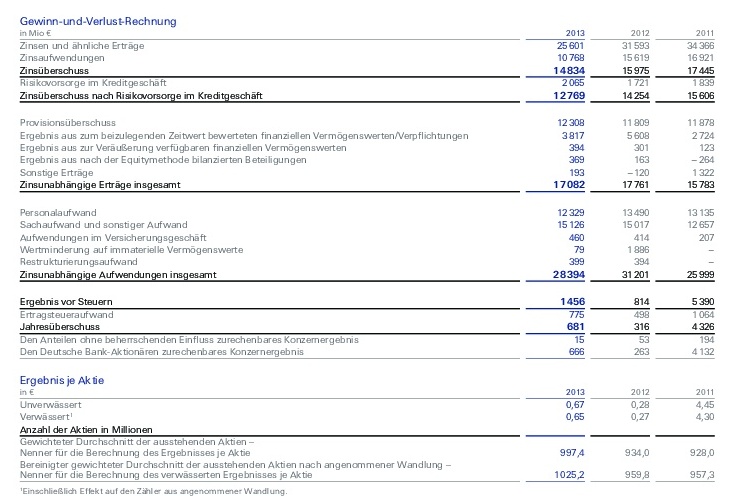 Gewinn-und-Verlust-Rechnung
in Mio € 2013 2012 2011
Zinsen und ähnliche Erträge 25 601 31 593 34 366
Zinsaufwendungen 10 768 15 619 16 921
Zinsüberschuss 14 834 15 975 17 445
Risikovorsorge im Kreditgeschäft 2 065 1 721 1 839
Zinsüberschuss nach Risikovorsorge im Kreditgeschäft 12 769 14 254 15 606
Provisionsüberschuss 12 308 11 809 11 878
Ergebnis aus zum beizulegenden Zeitwert bewerteten finanziellen Vermögenswerten/Verpflichtungen 3 817 5 608 2 724
Ergebnis aus zur Veräußerung verfügbaren finanziellen Vermögenswerten 394 301 123
Ergebnis aus nach der Equitymethode bilanzierten Beteiligungen 369 163 – 264
Sonstige Erträge 193 – 120 1 322
Zinsunabhängige Erträge insgesamt 17 082 17 761 15 783
Personalaufwand 12 329 13 490 13 135
Sachaufwand und sonstiger Aufwand 15 126 15 017 12 657
Aufwendungen im Versicherungsgeschäft 460 414 207
Wertminderung auf immaterielle Vermögenswerte 79 1 886 –
Restrukturierungsaufwand 399 394 –
Zinsunabhängige Aufwendungen insgesamt 28 394 31 201 25 999
Ergebnis vor Steuern 1 456 814 5 390
Ertragsteueraufwand 775 498 1 064
Jahresüberschuss 681 316 4 326
Den Anteilen ohne beherrschenden Einfluss zurechenbares Konzernergebnis 15 53 194
Den Deutsche Bank-Aktionären zurechenbares Konzernergebnis 666 263 4 132
Ergebnis je Aktie
in € 2013 2012 2011
Unverwässert 0,67 0,28 4,45
Verwässert¹ 0,65 0,27 4,30
Anzahl der Aktien in Millionen
Gewichteter Durchschnitt der ausstehenden Aktien –
Nenner für die Berechnung des Ergebnisses je Aktie 997,4 934,0 928,0
Bereinigter gewichteter Durchschnitt der ausstehenden Aktien nach angenommener Wandlung –
Nenner für die Berechnung des verwässerten Ergebnisses je Aktie 1025,2 959,8 957,3
¹Einschließlich Effekt auf den Zähler aus angenommener Wandlung.